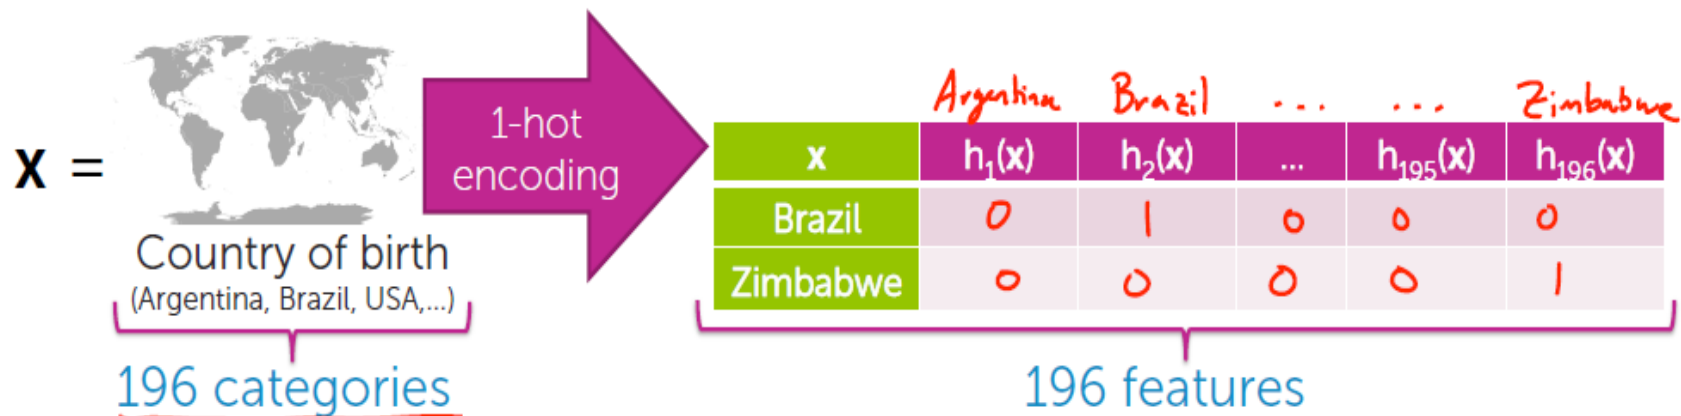 X =
Country of birth
(Argentina, Brazil, USA,...)
196 categories
1-hot
encoding
Argentina Brazil ... ... Zimbabwe
x h1(x) h2(x) ... h195(x) h196(x)
Brazil 0 1 0 0 0
Zimbabwe 0 0 0 0 1
196 features